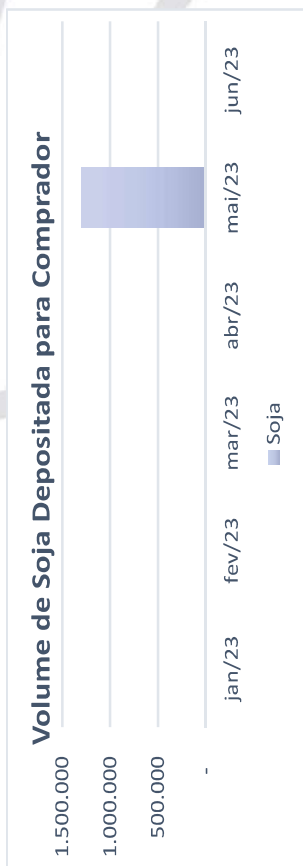 Volume de Soja Depositada para Comprador
1.500.000
1.000.000
500.000
-
jan/23 fev/23 mar/23 abr/23 mai/23 jun/23
Soja